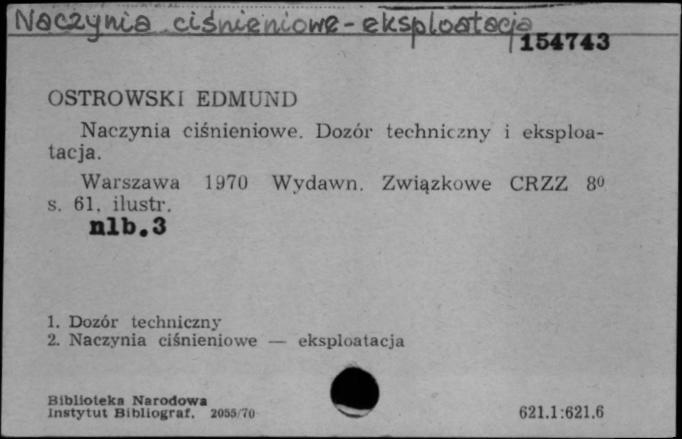 Naczynia ciśnieniowe - eksploatacja
154743
OSTROWSKI EDMUND
Naczynia ciśnieniowe. Dozór techniczny i eksploa-
tacja.
Warszawa 1970 Wydawn. Związkowe CRZZ 8⁰
s. 61, ilustr.
nlb.3
1. Dozór techniczny
2. Naczynia ciśnieniowe — eksploatacja
Biblioteka Narodowa
Instytut Bibliograf. 2055/70
621.1:621.6